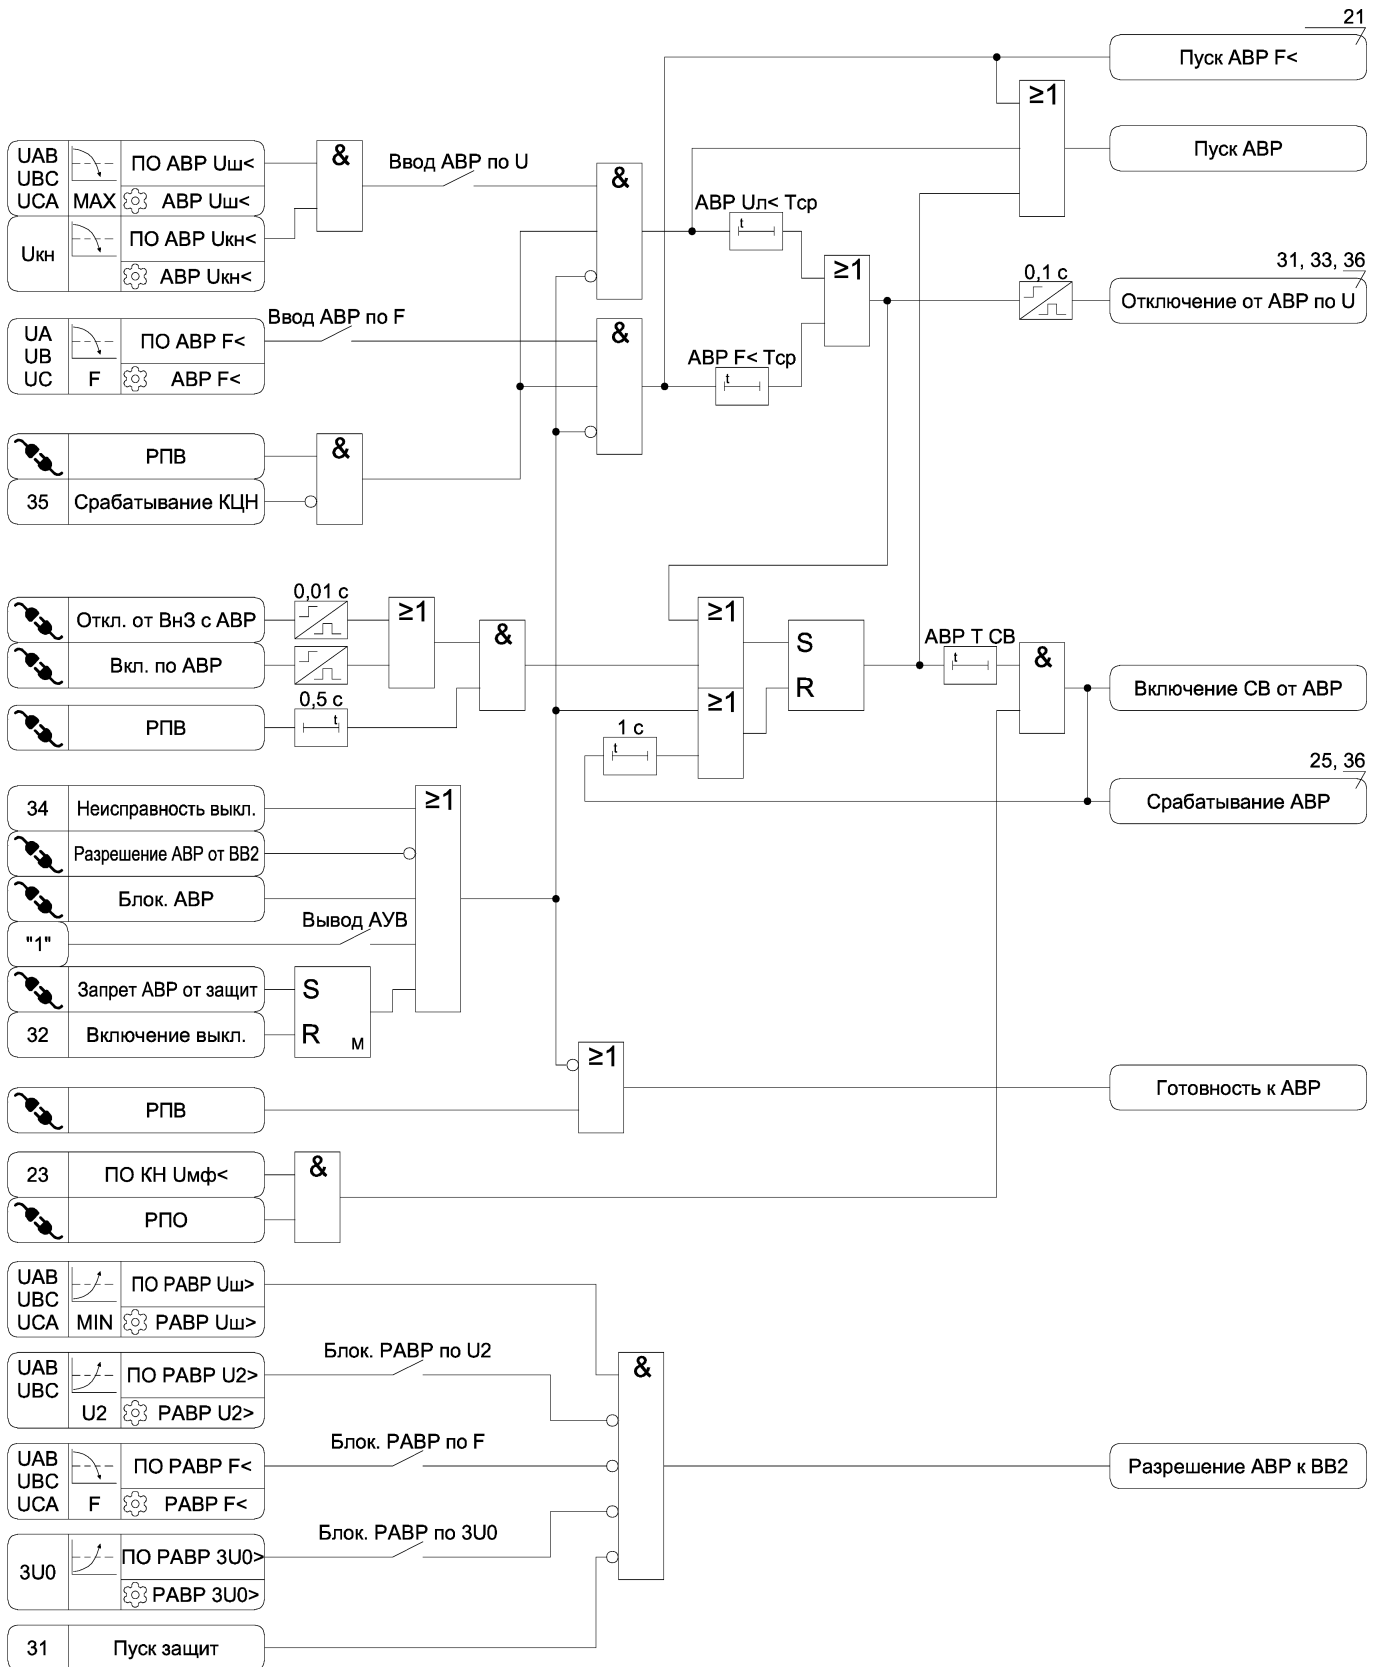 21
Пуск АВР F<
≥1
Пуск АВР
UAB
UBC
UCA
MAX
ПО АВР Uш<
АВР Uш<
&
Ввод АВР по U
&
АВР Uл< Тср
t
Uкн
ПО АВР Uкн<
АВР Uкн<
≥1
0,1 с
31, 33, 36
Отключение от АВР по U
UA
UB
UC
F
ПО АВР F<
АВР F<
Ввод АВР по F
&
АВР F< Тср
t
РПВ
35
Срабатывание КЦН
&
Откл. от ВнЗ с АВР
0,01 с
≥1
Вкл. по АВР
&
РПВ
0,5 с
t
≥1
S
R
≥1
1 с
t
АВР Т СВ
t
&
Включение СВ от АВР
25, 36
Срабатывание АВР
34
Неисправность выкл.
≥1
Разрешение АВР от ВВ2
Блок. АВР
"1"
Вывод АУВ
Запрет АВР от защит
S
32
Включение выкл.
R
M
≥1
Готовность к АВР
РПВ
23
ПО КН Uмф<
&
РПО
UAB
UBC
UCA
MIN
ПО РАВР Uш>
РАВР Uш>
UAB
UBC
U2
ПО РАВР U2>
РАВР U2>
Блок. РАВР по U2
&
UAB
UBC
UCA
F
ПО РАВР F<
РАВР F<
Блок. РАВР по F
Разрешение АВР к ВВ2
3U0
ПО РАВР 3U0>
РАВР 3U0>
Блок. РАВР по 3U0
31
Пуск защит